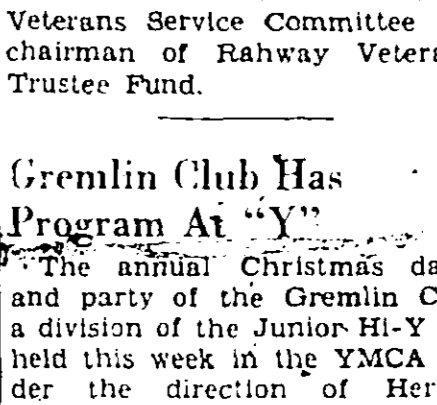 Veterans Service Committee
chairman of Rahway Vetera
Trustee Fund.
Gremlin Club Has
Program At "Y"
The annual Christmas da
and party of the Gremlin C
a division of the Junior Hi-Y
held this week in the YMCA
der the direction of Her